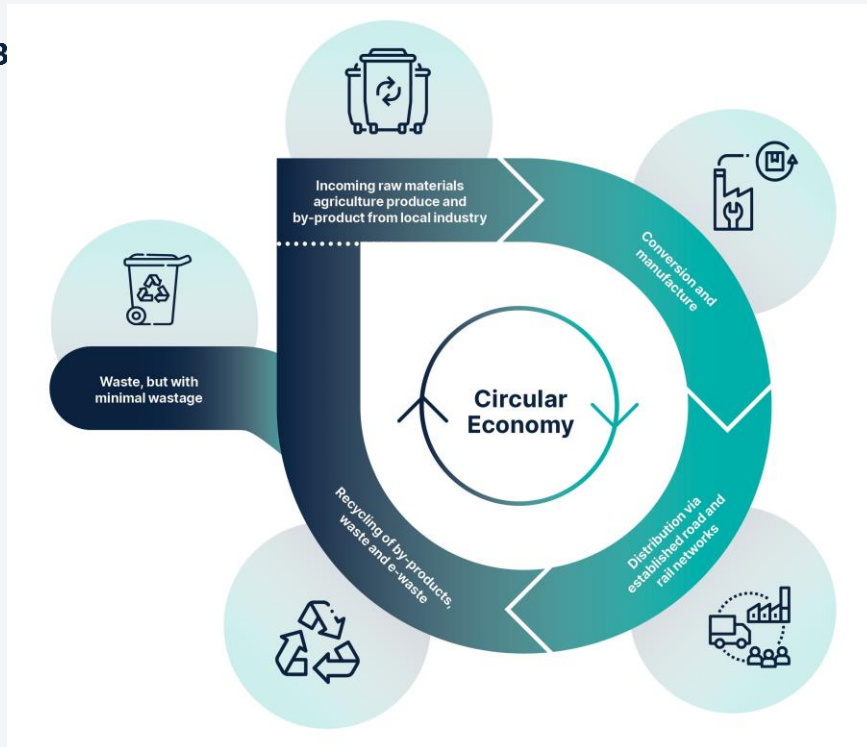 Incoming raw materials
agriculture produce and
by-product from local industry
Conversion and
manufacture
Waste, but with
minimal wastage
Circular
Economy
Distribution via
established road and
rail networks
Recycling of by-products,
waste and e-waste